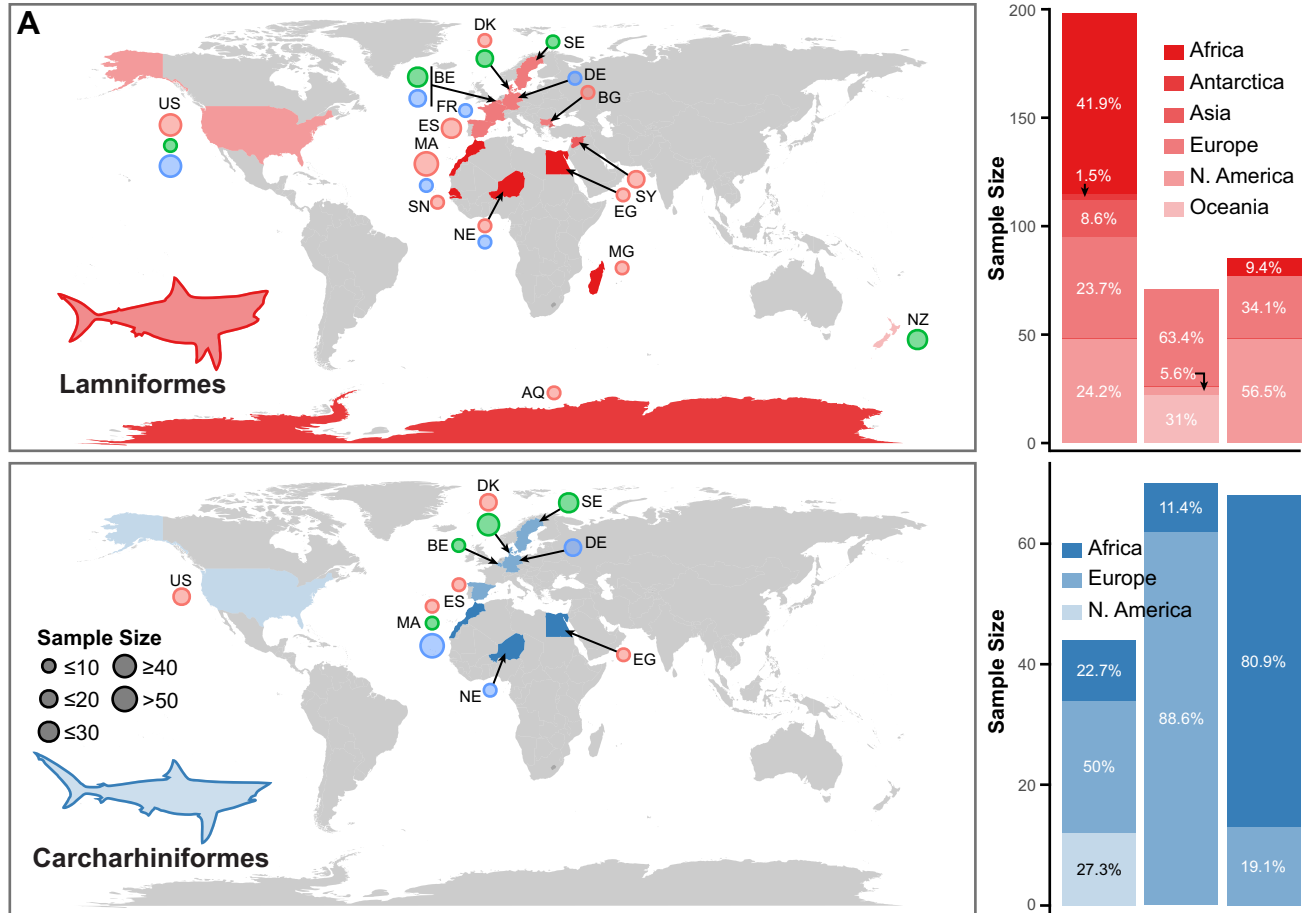 A
DK
SE
BE
DE
BG
FR
US
ES
MA
SN
SY
EG
NE
MG
NZ
AQ
Lamniformes
Sample Size
200
150
100
50
0
41.9%
1.5%
8.6%
23.7%
24.2%
63.4%
5.6%
31%
9.4%
34.1%
56.5%
Africa
Antarctica
Asia
Europe
N. America
Oceania
DK
SE
BE
DE
US
ES
MA
EG
NE
Sample Size
≤10 ≥40
≤20 >50
≤30
Carcharhiniformes
Sample Size
60
40
20
0
Africa
Europe
N. America
22.7%
50%
27.3%
11.4%
88.6%
80.9%
19.1%